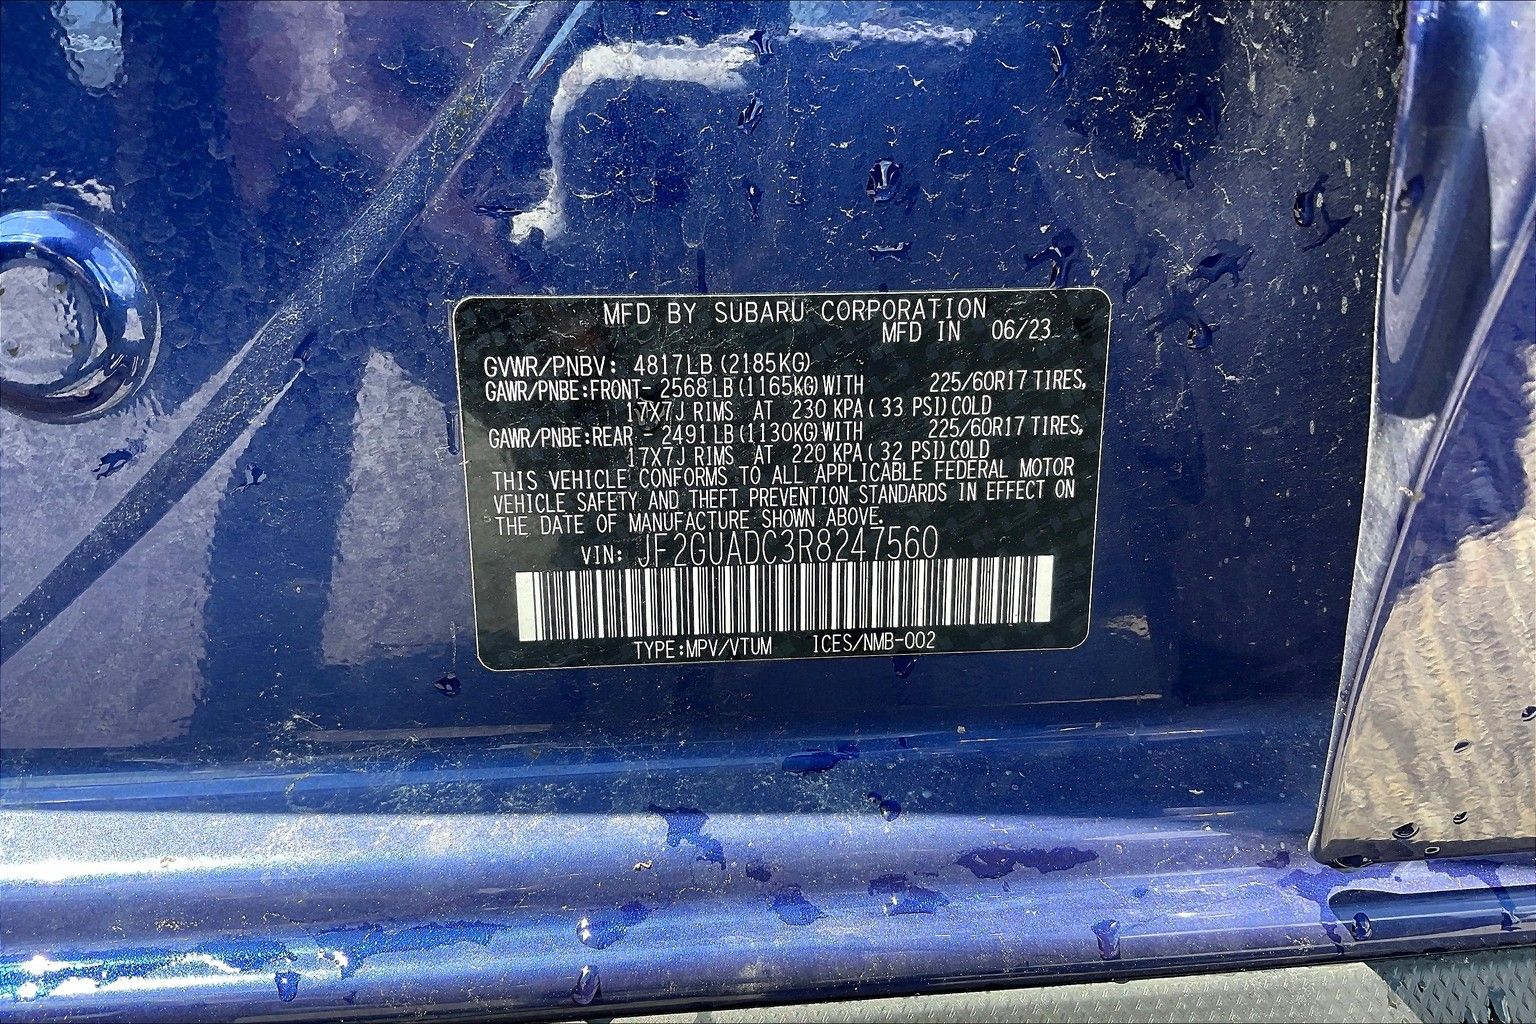 MFD BY SUBARU CORPORATION
MFD IN 06/23
GVWR/PNBV: 4817LB (2185KG)
GAWR/PNBE:FRONT- 2568 LB (1165KG) WITH 225/60R17 TIRES,
17X7J RIMS AT 230 KPA ( 33 PSI) COLD
GAWR/PNBE:REAR - 2491 LB (1130KG) WITH 225/60R17 TIRES,
17X7J RIMS AT 220 KPA ( 32 PSI) COLD
THIS VEHICLE CONFORMS TO ALL APPLICABLE FEDERAL MOTOR
VEHICLE SAFETY AND THEFT PREVENTION STANDARDS IN EFFECT ON
THE DATE OF MANUFACTURE SHOWN ABOVE.
VIN: JF2GUADC3R8247560
TYPE:MPV/VTUM ICES/NMB-002